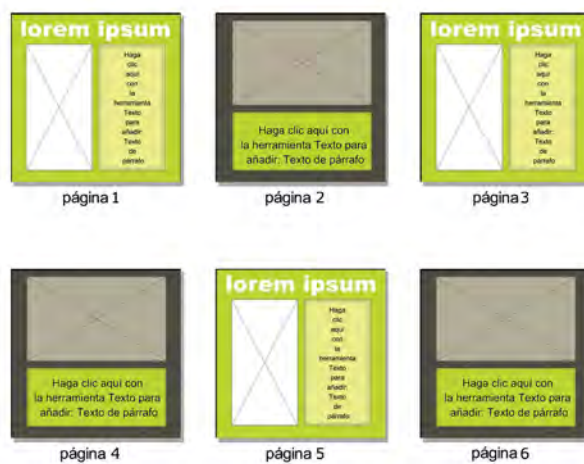 lorem ipsum
Haga
clic
aquí
con
la
herramienta
Texto
para
añadir:
Texto
de
párrafo
página 1
Haga clic aquí con
la herramienta Texto para
añadir: Texto de párrafo
página 2
lorem ipsum
Haga
clic
aquí
con
la
herramienta
Texto
para
añadir:
Texto
de
párrafo
página 3
Haga clic aquí con
la herramienta Texto para
añadir: Texto de párrafo
página 4
lorem ipsum
Haga
clic
aquí
con
la
herramienta
Texto
para
añadir:
Texto
de
párrafo
página 5
Haga clic aquí con
la herramienta Texto para
añadir: Texto de párrafo
página 6